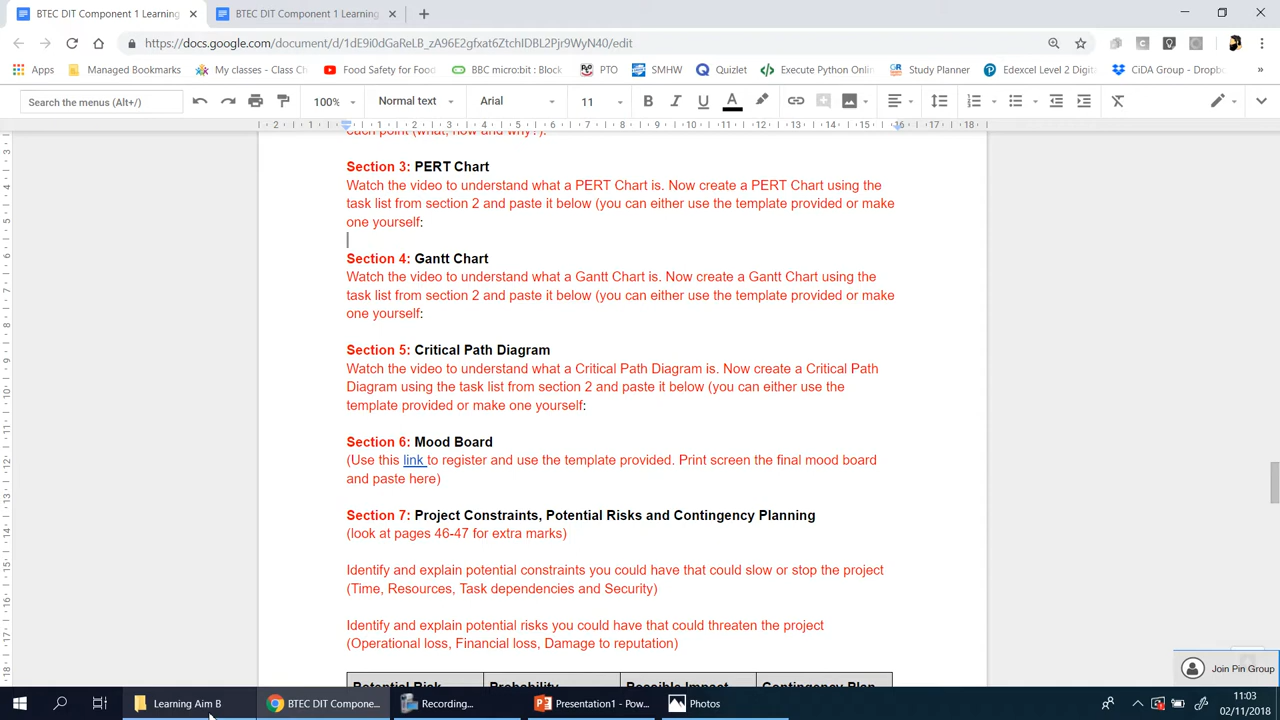 BTEC DIT Component 1 Learning
BTEC DIT Component 1 Learning
https://docs.google.com/document/d/1dE9i0dGaReLB_zA96E2gfxat6ZtchIDBL2Pjr9WyN40/edit
Apps
Managed Bookmarks
My classes - Class Ch
Food Safety for Food
BBC micro:bit : Block
PTO
SMHW
Quizlet
Execute Python Onlin
Study Planner
Edexcel Level 2 Digit
CiDA Group - Dropbo
Search the menus (Alt+/)
100%
Normal text
Arial
11
each point (what, how and why?).
Section 3: PERT Chart
Watch the video to understand what a PERT Chart is. Now create a PERT Chart using the
task list from section 2 and paste it below (you can either use the template provided or make
one yourself:
Section 4: Gantt Chart
Watch the video to understand what a Gantt Chart is. Now create a Gantt Chart using the
task list from section 2 and paste it below (you can either use the template provided or make
one yourself:
Section 5: Critical Path Diagram
Watch the video to understand what a Critical Path Diagram is. Now create a Critical Path
Diagram using the task list from section 2 and paste it below (you can either use the
template provided or make one yourself:
Section 6: Mood Board
(Use this link to register and use the template provided. Print screen the final mood board
and paste here)
Section 7: Project Constraints, Potential Risks and Contingency Planning
(look at pages 46-47 for extra marks)
Identify and explain potential constraints you could have that could slow or stop the project
(Time, Resources, Task dependencies and Security)
Identify and explain potential risks you could have that could threaten the project
(Operational loss, Financial loss, Damage to reputation)
Potential Risk Probability Possible Impact Contingency Plan
Join Pin Group
Learning Aim B
BTEC DIT Compone...
Recording...
Presentation1 - Pow...
Photos
11:03
02/11/2018